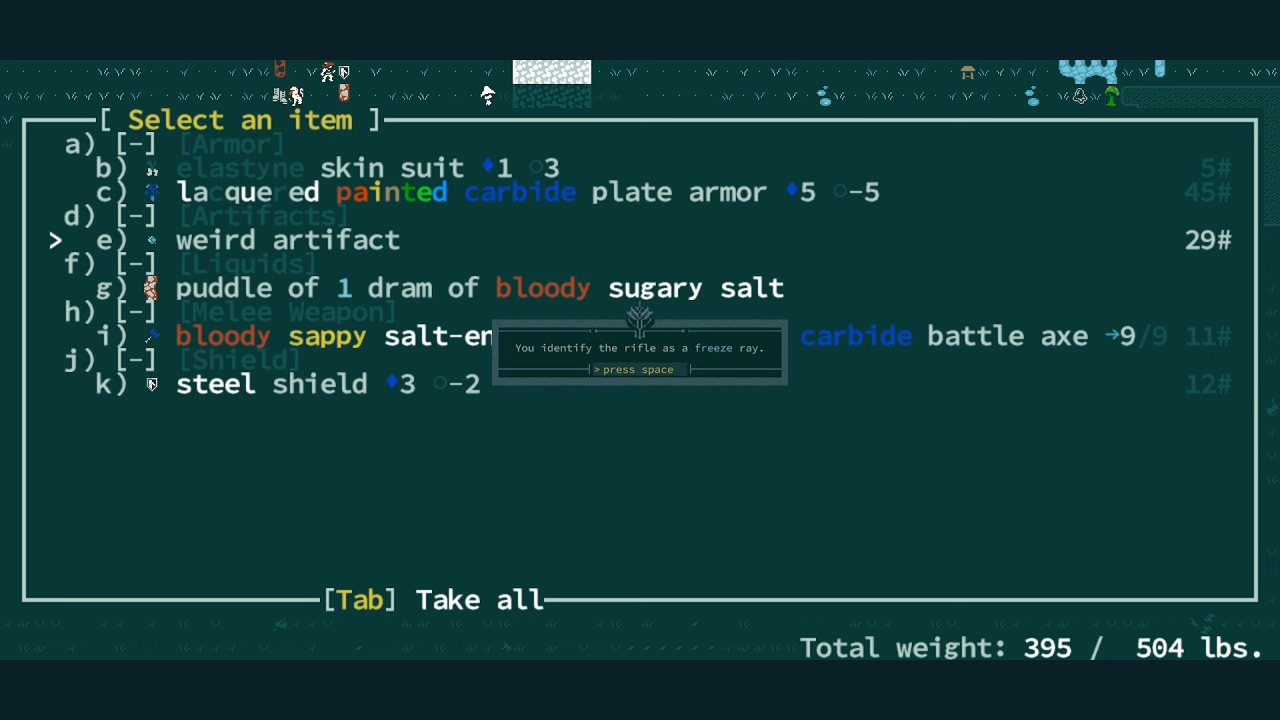 [ Select an item ]
a) [-] [Armor]
b) elastyne skin suit ♦1 ○3 5#
c) lacquered painted carbide plate armor ♦5 ○-5 45#
d) [-] [Artifacts]
> e) weird artifact 29#
f) [-] [Liquids]
g) puddle of 1 dram of bloody sugary salt
h) [-] [Melee Weapon]
i) bloody sappy salt-en carbide battle axe →9/9 11#
You identify the rifle as a freeze ray.
j) [-] [Shield]
> press space
k) steel shield ♦3 ○-2 12#
[Tab] Take all
Total weight: 395 / 504 lbs.